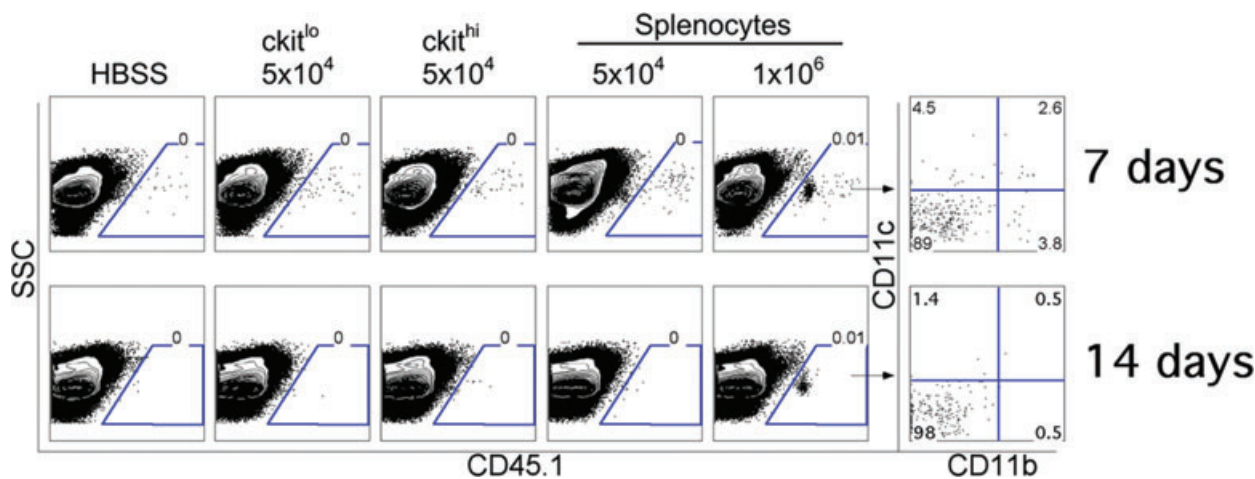 Splenocytes
ckit^lo ckit^hi
HBSS 5x10^4 5x10^4 5x10^4 1x10^6
0 0 0 0 0.01 4.5 2.6
7 days
89 3.8
SSC
CD11c
0 0 0 0 0.01 1.4 0.5
14 days
98 0.5
CD45.1 CD11b